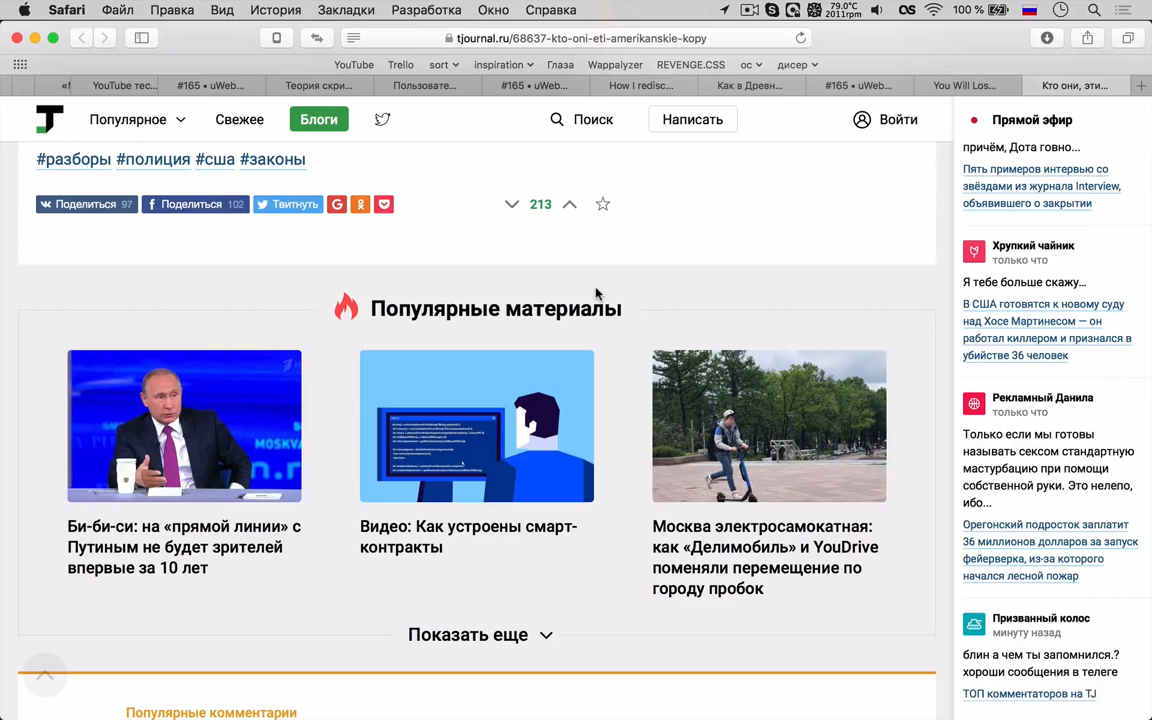 Safari Файл Правка Вид История Закладки Разработка Окно Справка 79.0°C 2011rpm 100 %
tjournal.ru/68637-kto-oni-eti-amerikanskie-kopy
YouTube Trello sort inspiration Глаза Wappalyzer REVENGE.CSS ос дисер
YouTube тес... #165 • uWeb... Теория скри... Пользовате... #165 • uWeb... How I redisc... Как в Древн... #165 • uWeb... You Will Los... Кто они, эти...
Популярное Свежее Блоги Поиск Написать Войти
#разборы #полиция #сша #законы
Поделиться 97 Поделиться 102 Твитнуть 213
Популярные материалы
MOSKVA
Би-би-си: на «прямой линии» с
Путиным не будет зрителей
впервые за 10 лет
Видео: Как устроены смарт-
контракты
Москва электросамокатная:
как «Делимобиль» и YouDrive
поменяли перемещение по
городу пробок
Показать еще
Популярные комментарии
Прямой эфир
причём, Дота говно...
Пять примеров интервью со
звёздами из журнала Interview,
объявившего о закрытии
Хрупкий чайник
только что
Я тебе больше скажу...
В США готовятся к новому суду
над Хосе Мартинесом — он
работал киллером и признался в
убийстве 36 человек
Рекламный Данила
только что
Только если мы готовы
называть сексом стандартную
мастурбацию при помощи
собственной руки. Это нелепо,
ибо...
Орегонский подросток заплатит
36 миллионов долларов за запуск
фейерверка, из-за которого
начался лесной пожар
Призванный колос
минуту назад
блин а чем ты запомнился.?
хороши сообщения в телеге
ТОП комментаторов на TJ